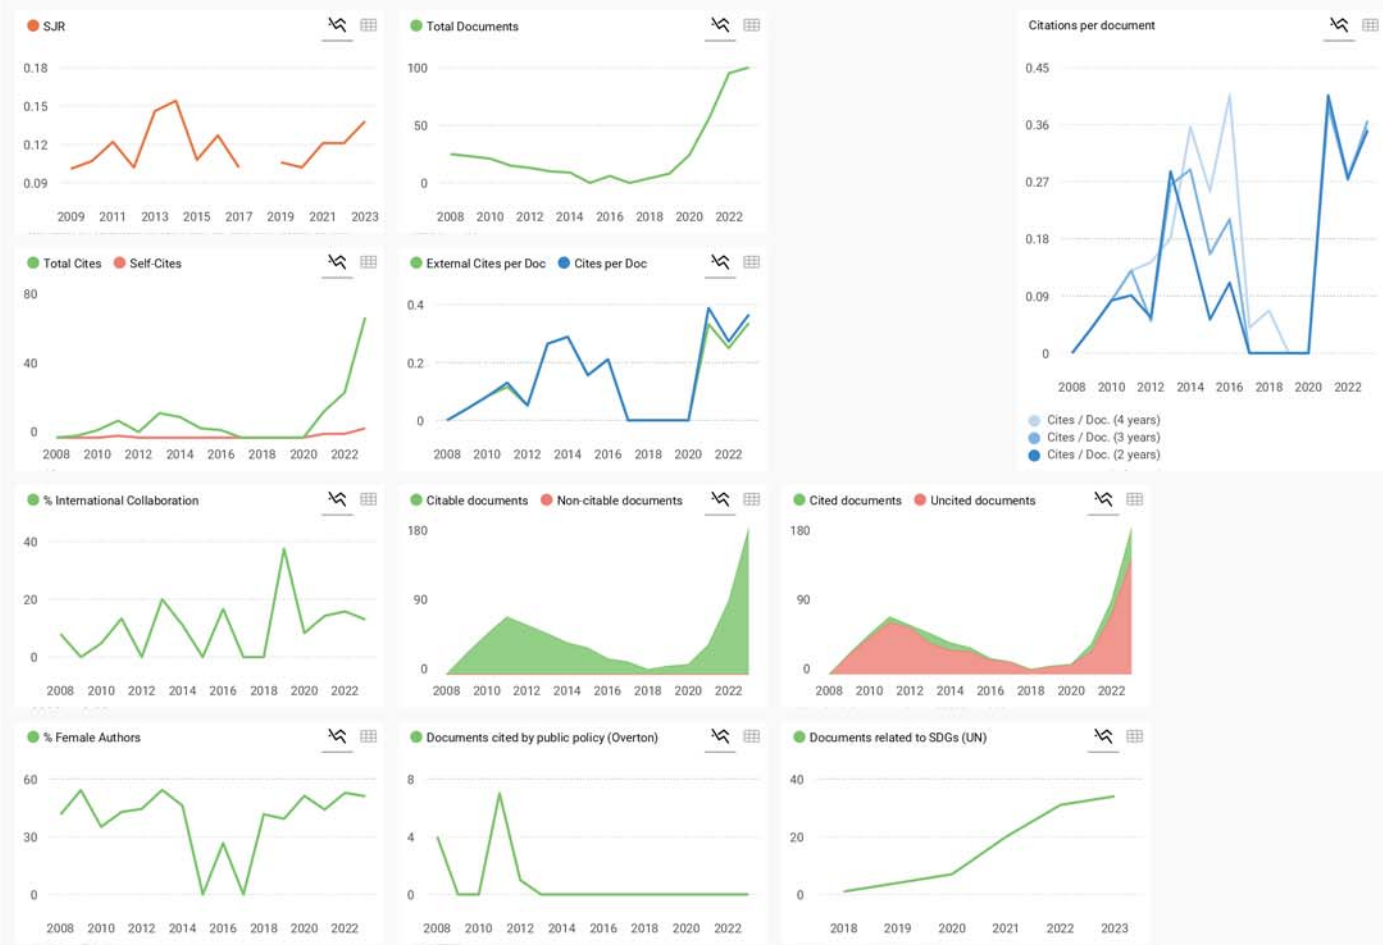 SJR
0.18
0.15
0.12
0.09
2009 2011 2013 2015 2017 2019 2021 2023
Total Documents
100
50
0
2008 2010 2012 2014 2016 2018 2020 2022
Citations per document
0.45
0.36
0.27
0.18
0.09
0
2008 2010 2012 2014 2016 2018 2020 2022
Cites / Doc. (4 years)
Cites / Doc. (3 years)
Cites / Doc. (2 years)
Total Cites Self-Cites
80
40
0
2008 2010 2012 2014 2016 2018 2020 2022
External Cites per Doc Cites per Doc
0.4
0.2
0
2008 2010 2012 2014 2016 2018 2020 2022
% International Collaboration
40
20
0
2008 2010 2012 2014 2016 2018 2020 2022
Citable documents Non-citable documents
180
90
0
2008 2010 2012 2014 2016 2018 2020 2022
Cited documents Uncited documents
180
90
0
2008 2010 2012 2014 2016 2018 2020 2022
% Female Authors
60
30
0
2008 2010 2012 2014 2016 2018 2020 2022
Documents cited by public policy (Overton)
8
4
0
2008 2010 2012 2014 2016 2018 2020 2022
Documents related to SDGs (UN)
40
20
0
2018 2019 2020 2021 2022 2023